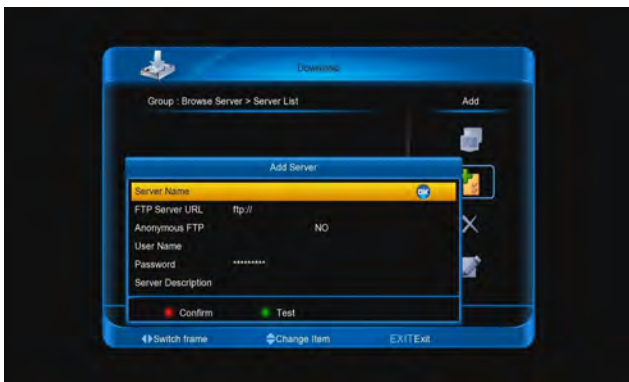 Download
Group : Browse Server > Server List
Add
Add Server
Server Name OK
FTP Server URL ftp://
Anonymous FTP NO
User Name
Password *********
Server Description
Confirm Test
Switch frame Change Item EXIT Exit